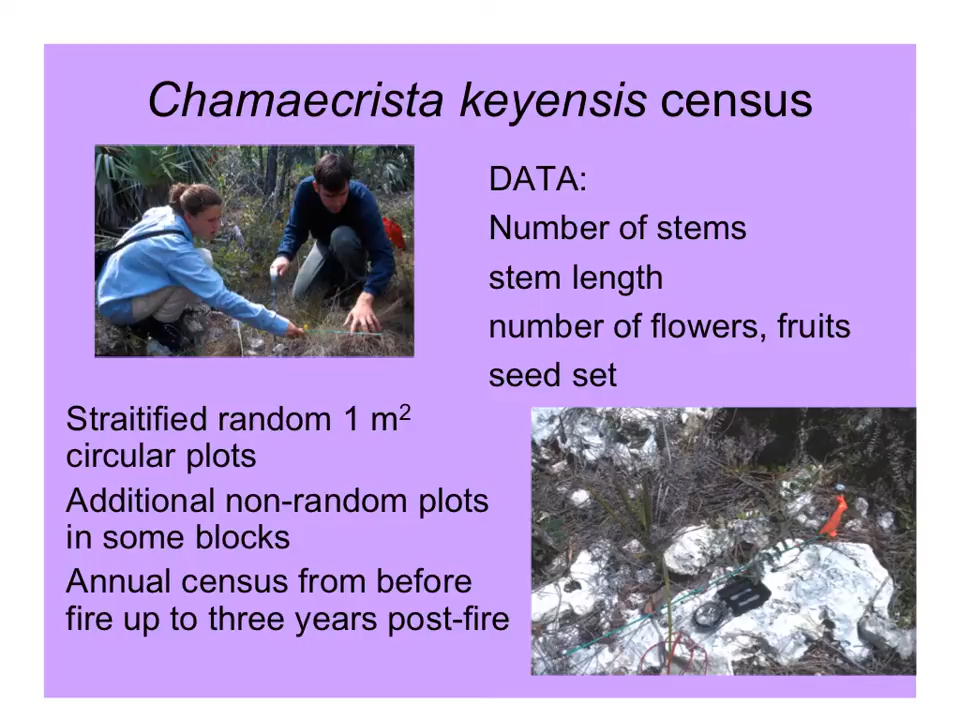 Chamaecrista keyensis census
DATA:
Number of stems
stem length
number of flowers, fruits
seed set
Straitified random 1 m²
circular plots
Additional non-random plots
in some blocks
Annual census from before
fire up to three years post-fire